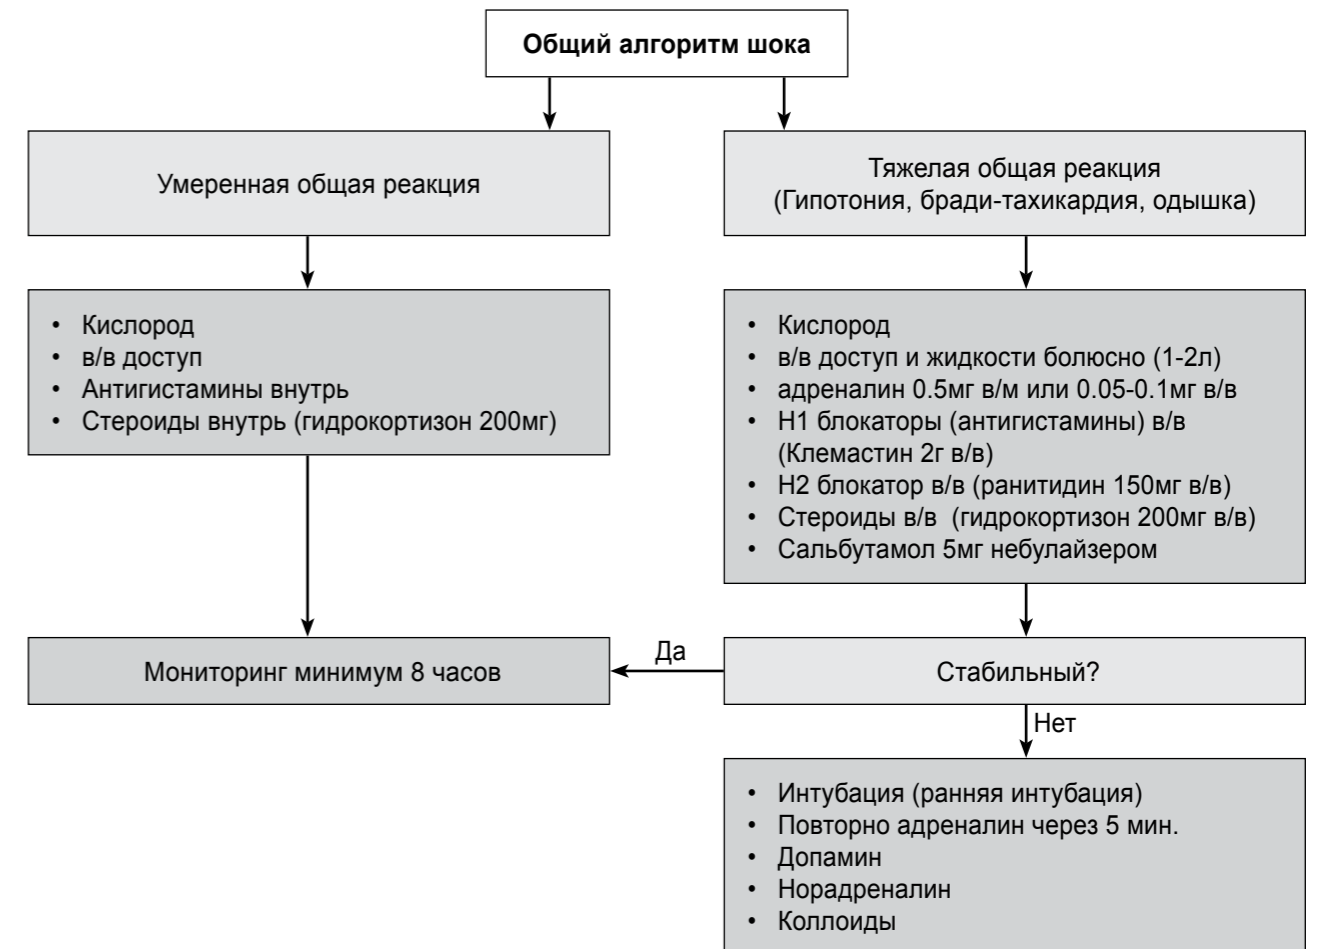 Общий алгоритм шока
Умеренная общая реакция
Тяжелая общая реакция
(Гипотония, бради-тахикардия, одышка)
• Кислород
• в/в доступ
• Антигистамины внутрь
• Стероиды внутрь (гидрокортизон 200мг)
• Кислород
• в/в доступ и жидкости болюсно (1-2л)
• адреналин 0.5мг в/м или 0.05-0.1мг в/в
• Н1 блокаторы (антигистамины) в/в
(Клемастин 2г в/в)
• Н2 блокатор в/в (ранитидин 150мг в/в)
• Стероиды в/в (гидрокортизон 200мг в/в)
• Сальбутамол 5мг небулайзером
Мониторинг минимум 8 часов
Да
Стабильный?
Нет
• Интубация (ранняя интубация)
• Повторно адреналин через 5 мин.
• Допамин
• Норадреналин
• Коллоиды